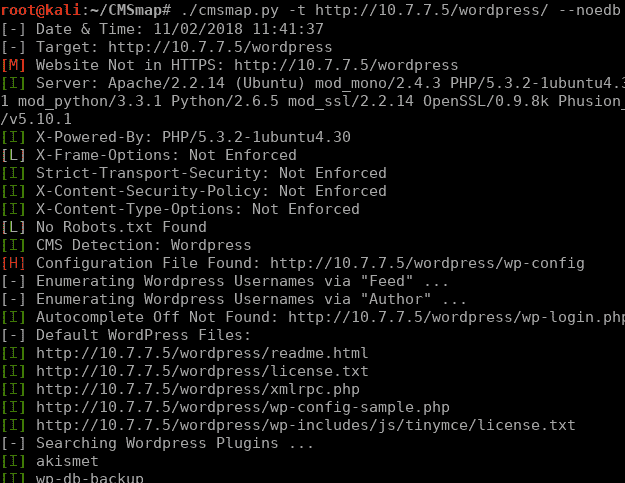 root@kali:~/CMSmap# ./cmsmap.py -t http://10.7.7.5/wordpress/ --noedb
[-] Date & Time: 11/02/2018 11:41:37
[-] Target: http://10.7.7.5/wordpress
[M] Website Not in HTTPS: http://10.7.7.5/wordpress
[I] Server: Apache/2.2.14 (Ubuntu) mod_mono/2.4.3 PHP/5.3.2-1ubuntu4.3
1 mod_python/3.3.1 Python/2.6.5 mod_ssl/2.2.14 OpenSSL/0.9.8k Phusion_
/v5.10.1
[I] X-Powered-By: PHP/5.3.2-1ubuntu4.30
[L] X-Frame-Options: Not Enforced
[I] Strict-Transport-Security: Not Enforced
[I] X-Content-Security-Policy: Not Enforced
[I] X-Content-Type-Options: Not Enforced
[L] No Robots.txt Found
[I] CMS Detection: Wordpress
[H] Configuration File Found: http://10.7.7.5/wordpress/wp-config
[-] Enumerating Wordpress Usernames via "Feed" ...
[-] Enumerating Wordpress Usernames via "Author" ...
[I] Autocomplete Off Not Found: http://10.7.7.5/wordpress/wp-login.php
[-] Default WordPress Files:
[I] http://10.7.7.5/wordpress/readme.html
[I] http://10.7.7.5/wordpress/license.txt
[I] http://10.7.7.5/wordpress/xmlrpc.php
[I] http://10.7.7.5/wordpress/wp-config-sample.php
[I] http://10.7.7.5/wordpress/wp-includes/js/tinymce/license.txt
[-] Searching Wordpress Plugins ...
[I] akismet
[I] wp-db-backup